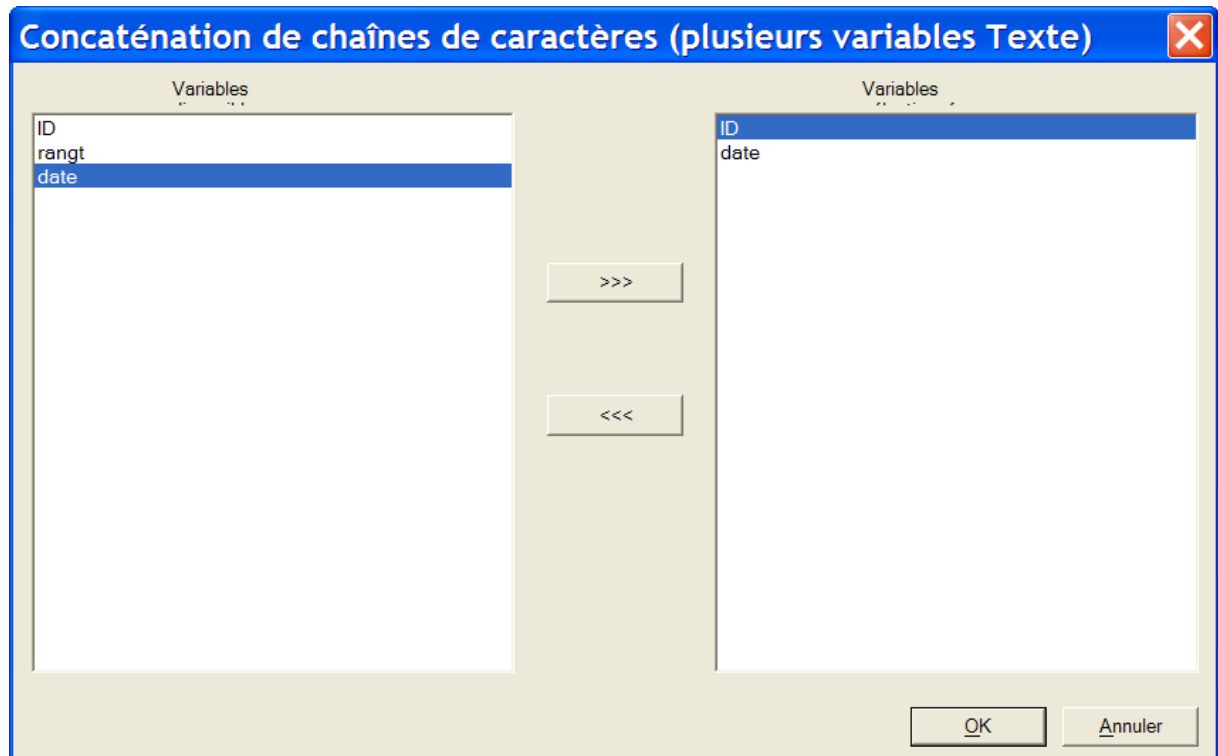 Concaténation de chaînes de caractères (plusieurs variables Texte)
Variables
Variables
ID
rangt
date
ID
date
>>>
<<<
OK
Annuler